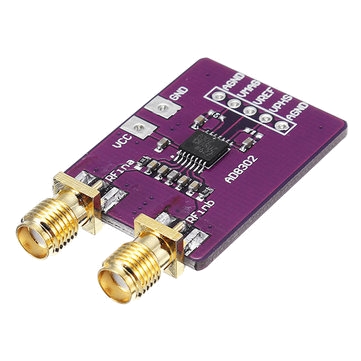 AGND
VMAG
VREF
VPHS
AGND
GND
VCC
AD8302
RFina
RFinb